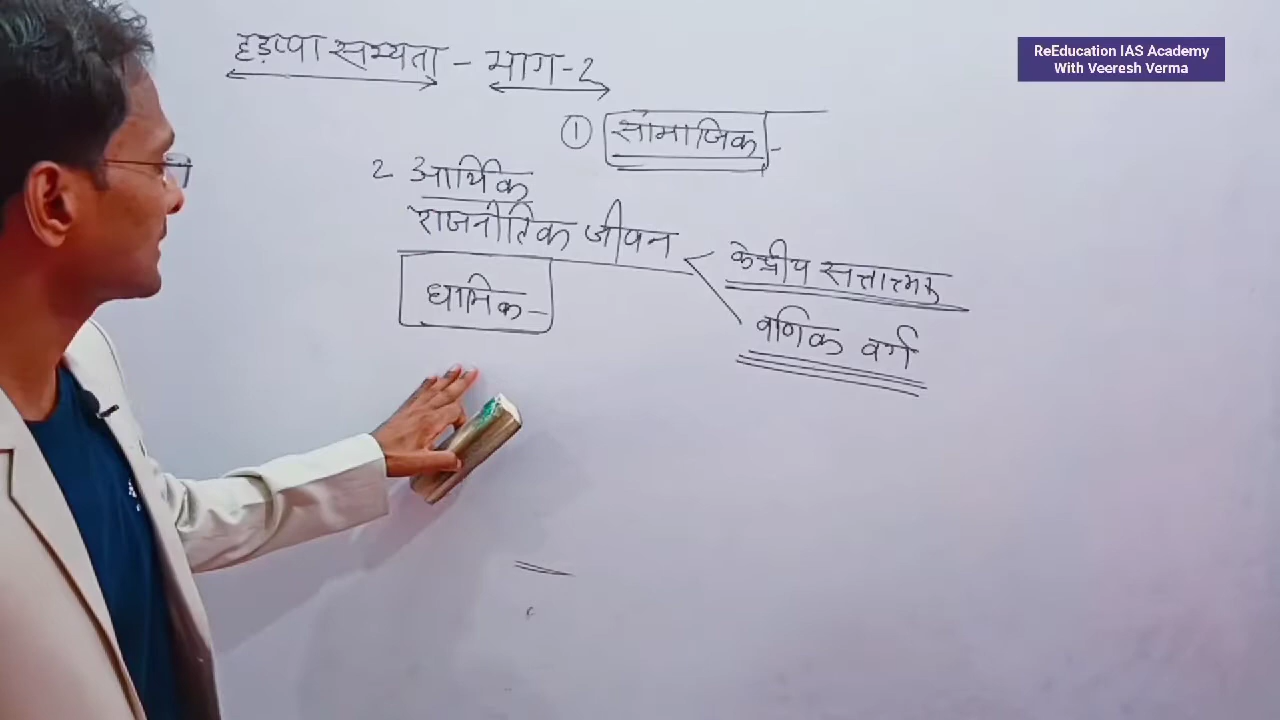 हड़प्पा सभ्यता - भाग-2
ReEducation IAS Academy
With Veeresh Verma
① सामाजिक -
2 आर्थिक
राजनीतिक जीवन
केन्द्रीय सत्तात्मक
वणिक वर्ग
धार्मिक -